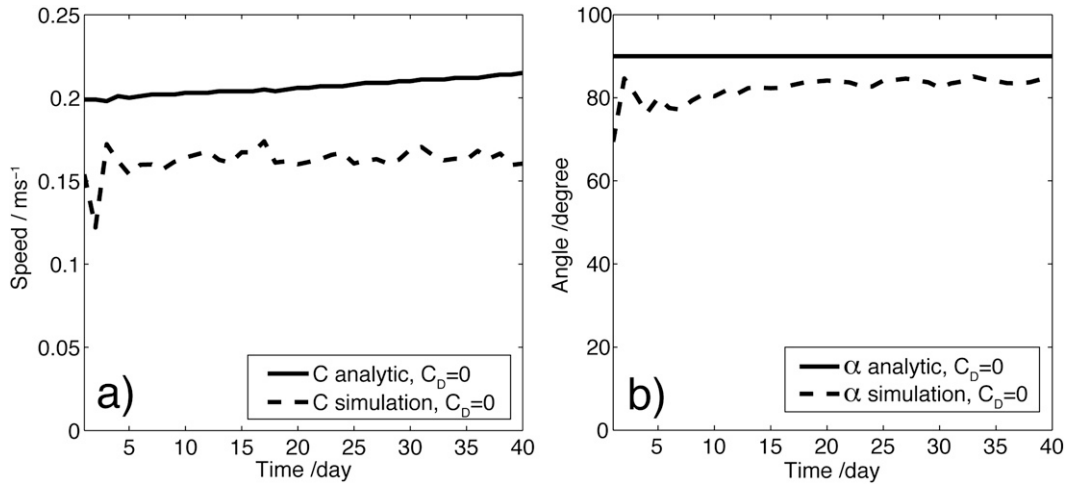 0.25
0.2
0.15
0.1
0.05
0
Speed / ms⁻¹
5 10 15 20 25 30 35 40
Time /day
a)
C analytic, C_D=0
C simulation, C_D=0
100
80
60
40
20
0
Angle /degree
5 10 15 20 25 30 35 40
Time /day
b)
α analytic, C_D=0
α simulation, C_D=0